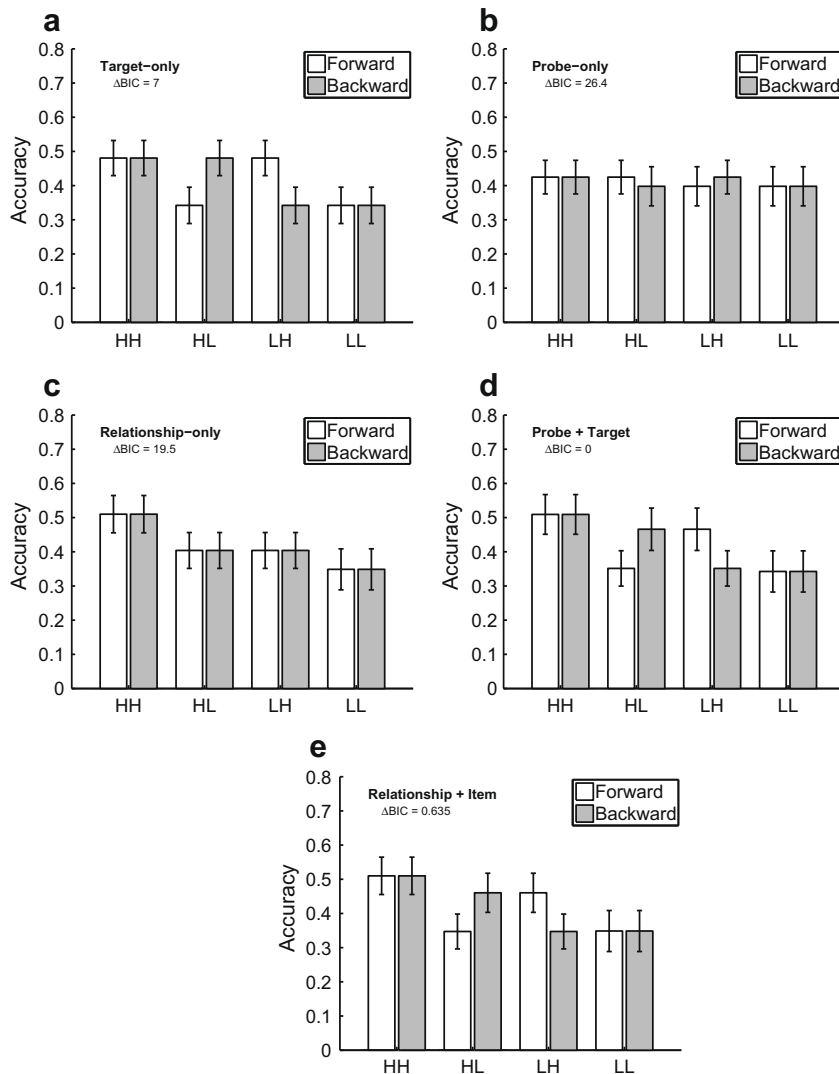 a
b
Target−only
ΔBIC = 7
Forward
Backward
Probe−only
ΔBIC = 26.4
Forward
Backward
Accuracy
0.8
0.7
0.6
0.5
0.4
0.3
0.2
0.1
0
HH HL LH LL
0.8
0.7
0.6
0.5
0.4
0.3
0.2
0.1
0
HH HL LH LL
c
d
Relationship−only
ΔBIC = 19.5
Forward
Backward
Probe + Target
ΔBIC = 0
Forward
Backward
Accuracy
0.8
0.7
0.6
0.5
0.4
0.3
0.2
0.1
0
HH HL LH LL
Accuracy
0.8
0.7
0.6
0.5
0.4
0.3
0.2
0.1
0
HH HL LH LL
e
Relationship + Item
ΔBIC = 0.635
Forward
Backward
Accuracy
0.8
0.7
0.6
0.5
0.4
0.3
0.2
0.1
0
HH HL LH LL